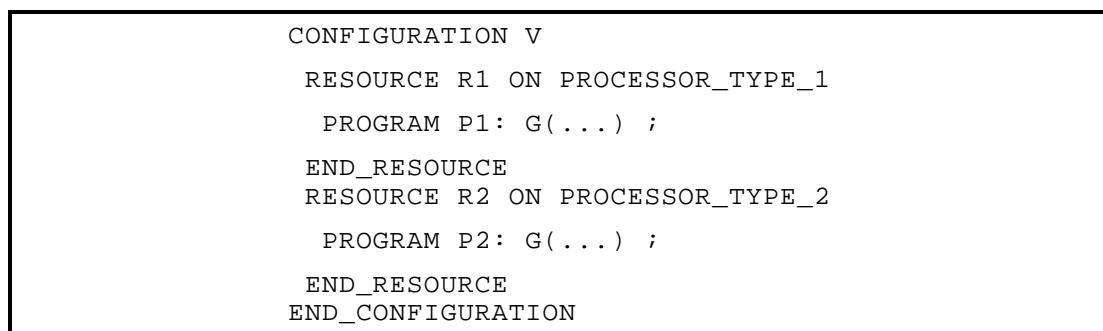 CONFIGURATION V
RESOURCE R1 ON PROCESSOR_TYPE_1
PROGRAM P1: G(...) ;
END_RESOURCE
RESOURCE R2 ON PROCESSOR_TYPE_2
PROGRAM P2: G(...) ;
END_RESOURCE
END_CONFIGURATION